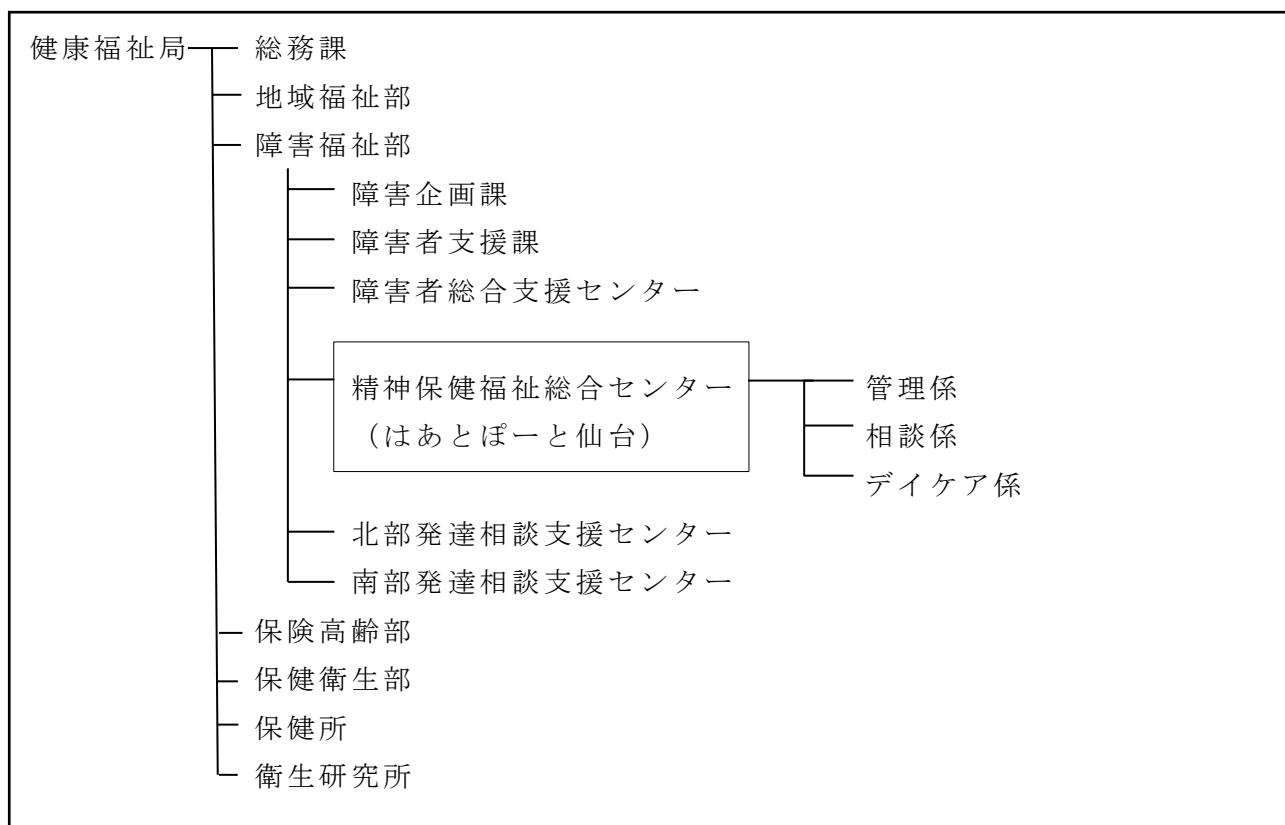 健康福祉局 総務課
地域福祉部
障害福祉部
障害企画課
障害者支援課
障害者総合支援センター
精神保健福祉総合センター 管理係
（はあとぽーと仙台） 相談係
デイケア係
北部発達相談支援センター
南部発達相談支援センター
保険高齢部
保健衛生部
保健所
衛生研究所